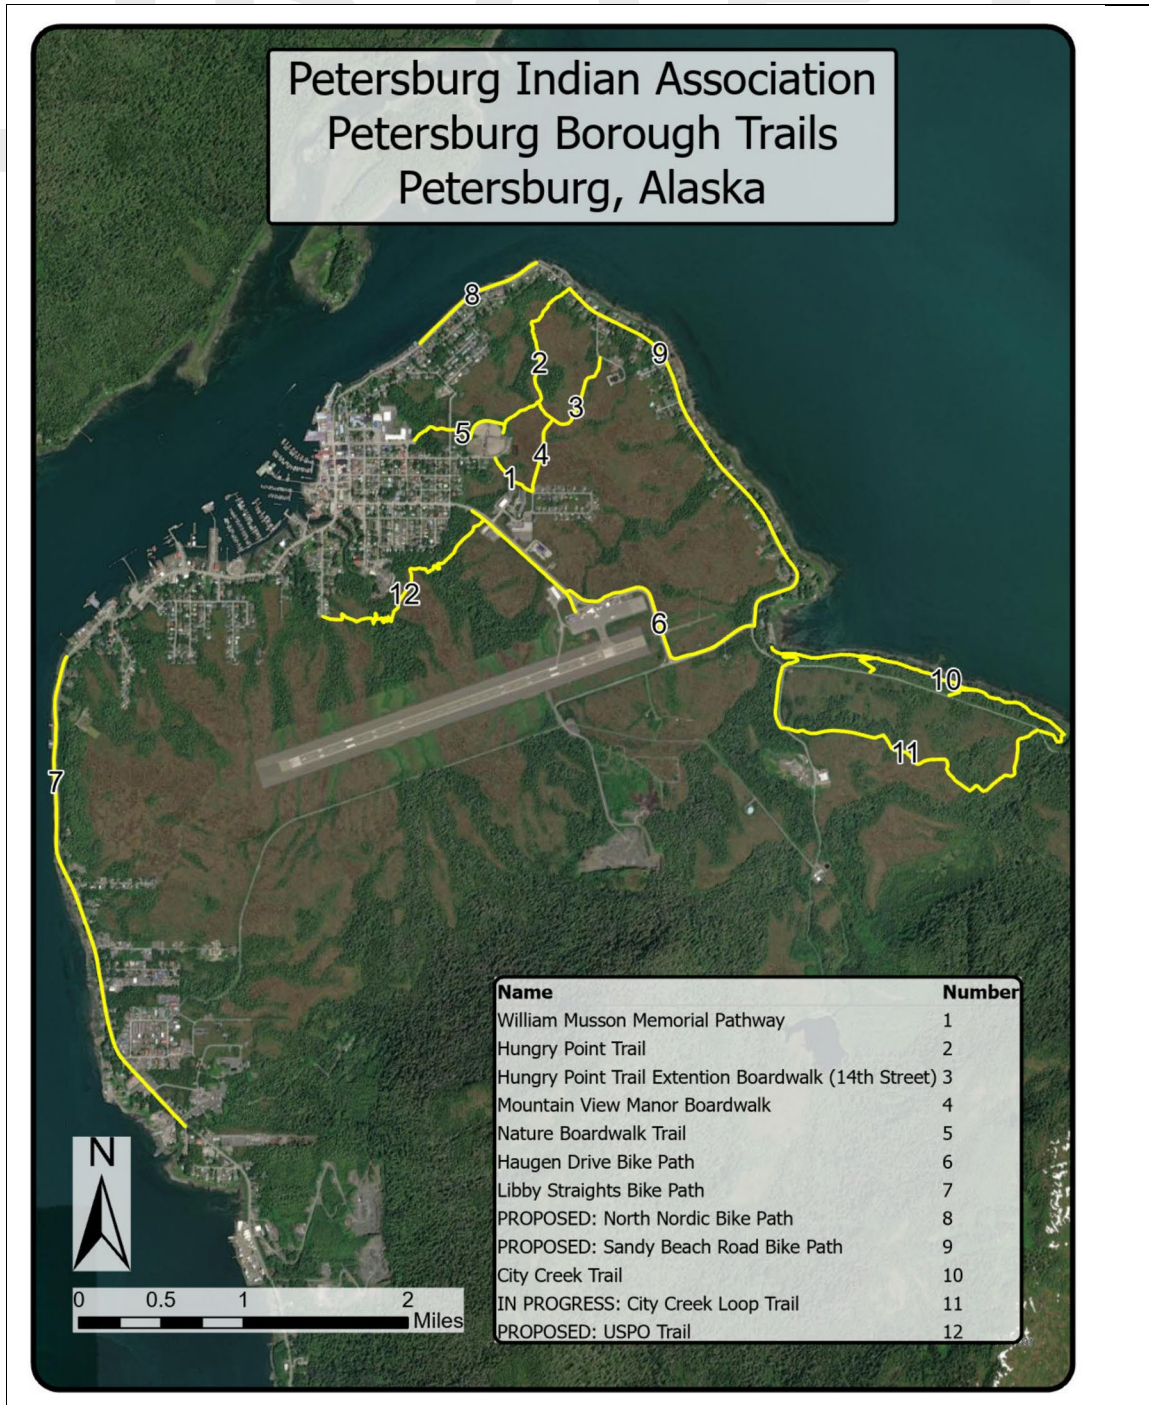 Petersburg Indian Association
Petersburg Borough Trails
Petersburg, Alaska
8
2
9
3
5
4
1
12
6
10
11
7
Name Number
William Musson Memorial Pathway 1
Hungry Point Trail 2
Hungry Point Trail Extention Boardwalk (14th Street) 3
Mountain View Manor Boardwalk 4
Nature Boardwalk Trail 5
Haugen Drive Bike Path 6
Libby Straights Bike Path 7
PROPOSED: North Nordic Bike Path 8
PROPOSED: Sandy Beach Road Bike Path 9
City Creek Trail 10
IN PROGRESS: City Creek Loop Trail 11
PROPOSED: USPO Trail 12
N
0 0.5 1 2
Miles